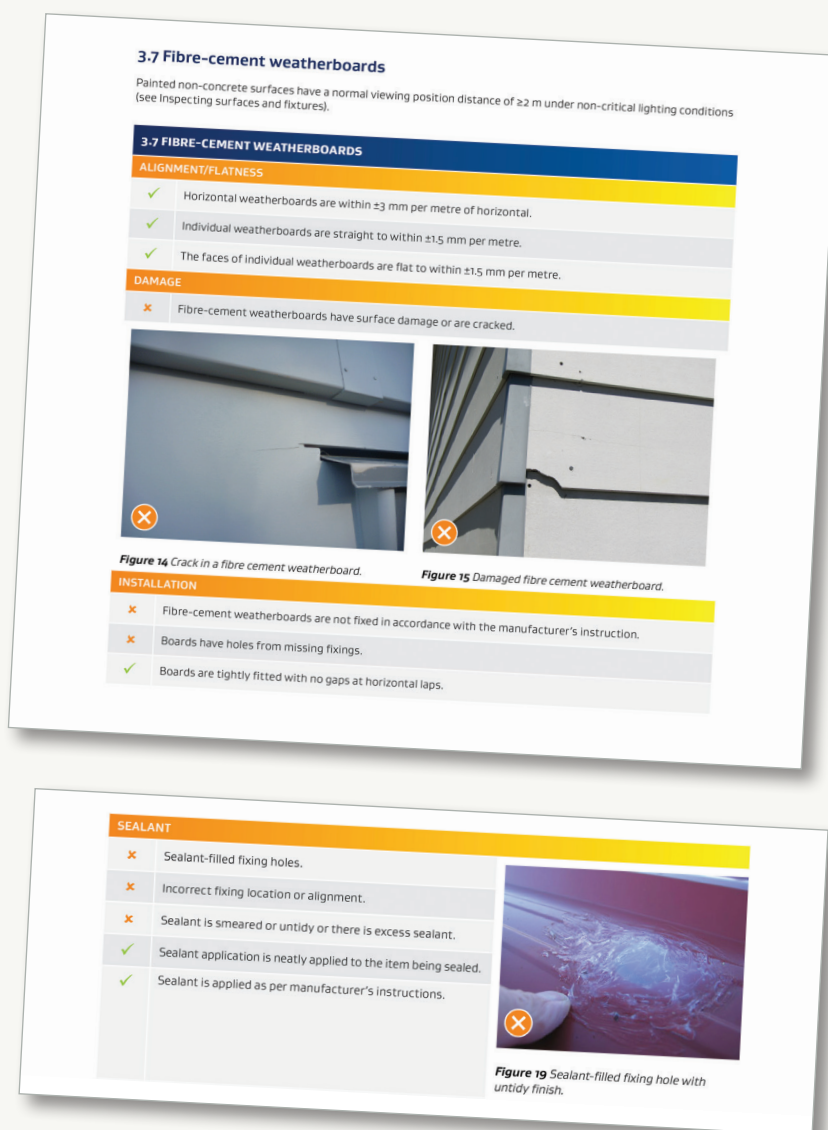 3.7 Fibre-cement weatherboards
Painted non-concrete surfaces have a normal viewing position distance of ≥2 m under non-critical lighting conditions
(see Inspecting surfaces and fixtures).
3.7 FIBRE-CEMENT WEATHERBOARDS
ALIGNMENT/FLATNESS
✓ Horizontal weatherboards are within ±3 mm per metre of horizontal.
✓ Individual weatherboards are straight to within ±1.5 mm per metre.
✓ The faces of individual weatherboards are flat to within ±1.5 mm per metre.
DAMAGE
✗ Fibre-cement weatherboards have surface damage or are cracked.
Figure 14 Crack in a fibre cement weatherboard.
Figure 15 Damaged fibre cement weatherboard.
INSTALLATION
✗ Fibre-cement weatherboards are not fixed in accordance with the manufacturer's instruction.
✗ Boards have holes from missing fixings.
✓ Boards are tightly fitted with no gaps at horizontal laps.
SEALANT
✗ Sealant-filled fixing holes.
✗ Incorrect fixing location or alignment.
✗ Sealant is smeared or untidy or there is excess sealant.
✓ Sealant application is neatly applied to the item being sealed.
✓ Sealant is applied as per manufacturer's instructions.
Figure 19 Sealant-filled fixing hole with
untidy finish.